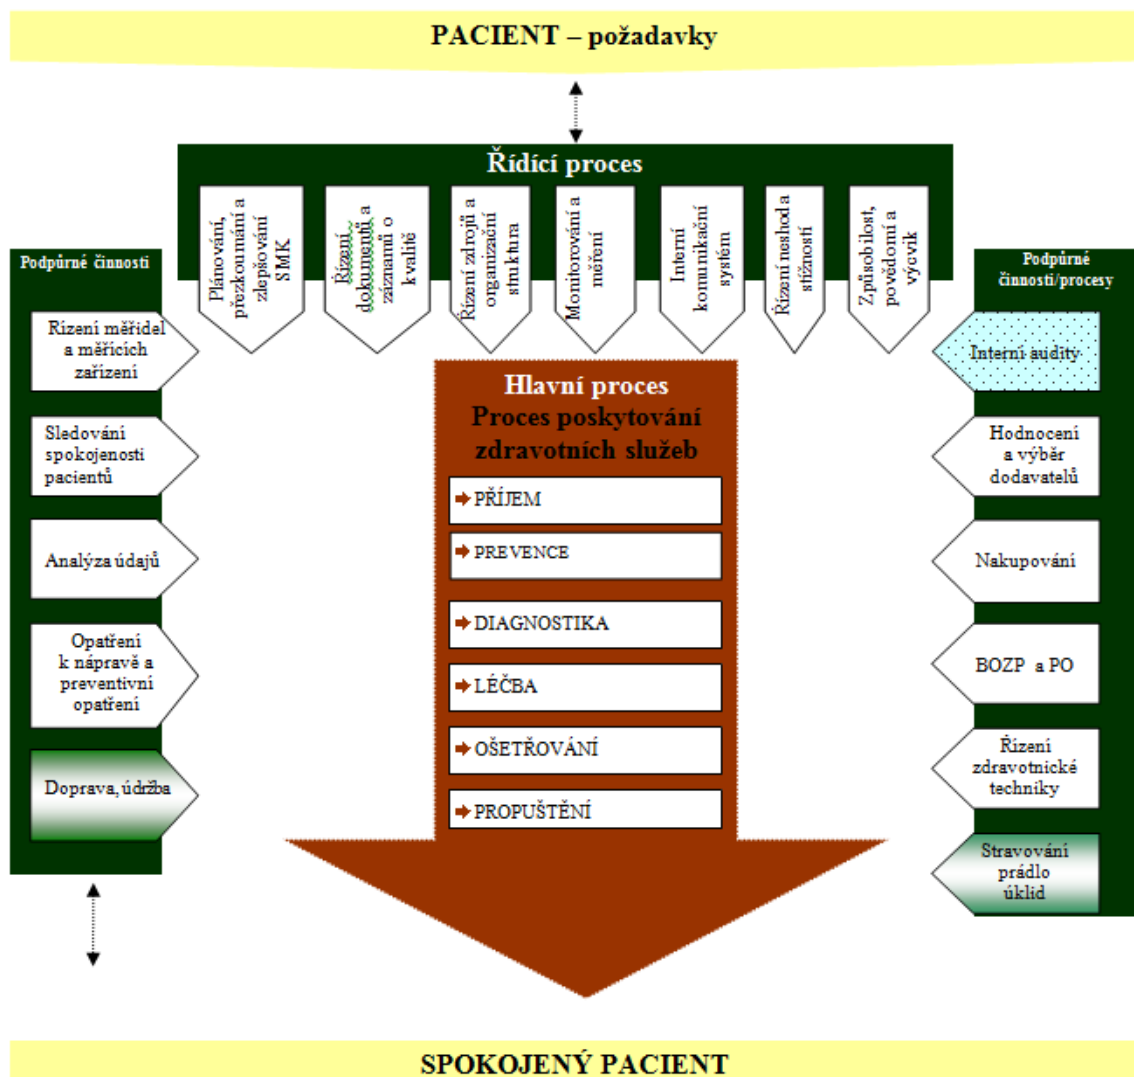 PACIENT – požadavky
Řídící proces
Plánování,
přezkoumání a
zlepšování
SMK
Řízení
dokumentů a
záznamů o
kvalitě
Řízení zdrojů a
organizační
struktura
Monitorování a
měření
Interní
komunikační
systém
Řízení neshod a
stížností
Způsobilost,
povědomí a
výcvik
Podpůrné činnosti
Rízení měřidel
a měřících
zařízení
Sledování
spokojenosti
pacientů
Analýza údajů
Opatření
k nápravě a
preventivní
opatření
Doprava, údržba
Hlavní proces
Proces poskytování
zdravotních služeb
PŘÍJEM
PREVENCE
DIAGNOSTIKA
LÉČBA
OŠETŘOVÁNÍ
PROPUŠTĚNÍ
Podpůrné
činnosti/procesy
Interní audity
Hodnocení
a výběr
dodavatelů
Nakupování
BOZP a PO
Řízení
zdravotnické
techniky
Stravování
prádlo
úklid
SPOKOJENÝ PACIENT